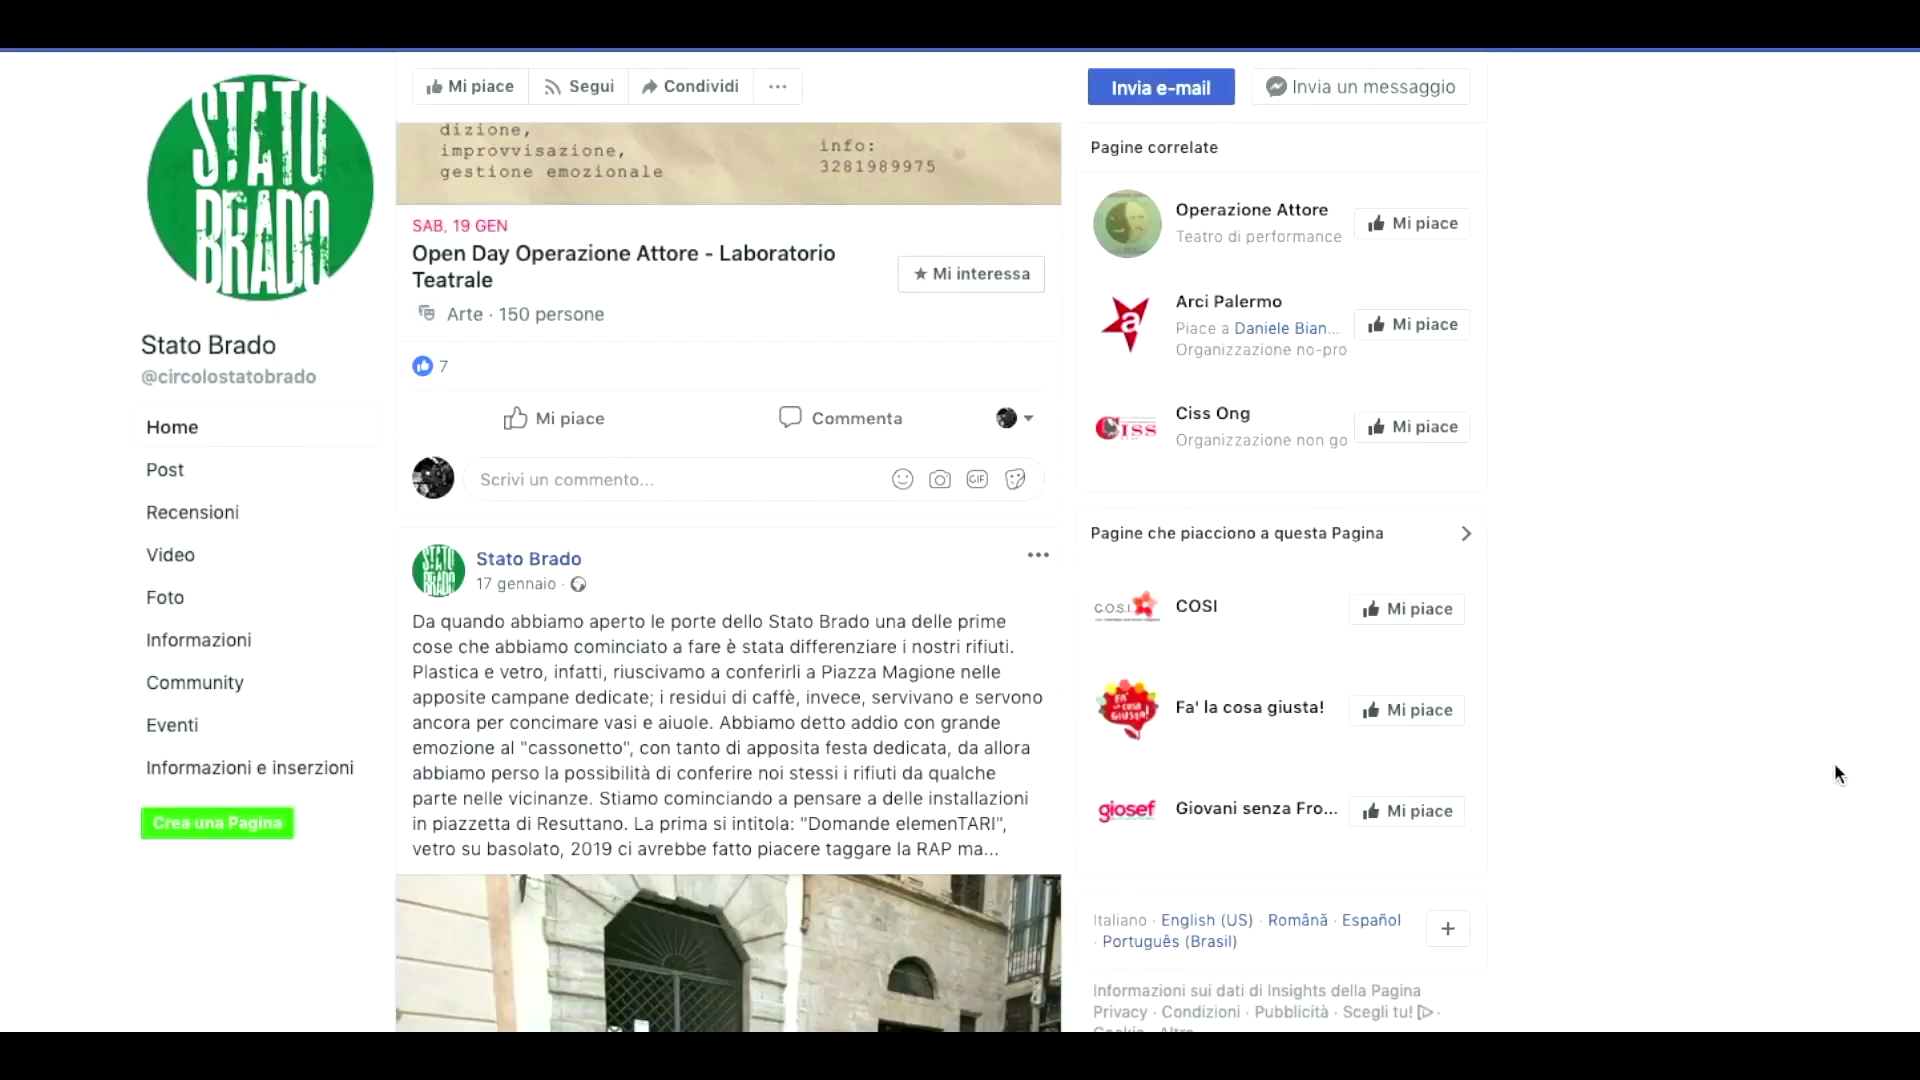 STATO
BRADO
Stato Brado
@circolostatobrado
Home
Post
Recensioni
Video
Foto
Informazioni
Community
Eventi
Informazioni e inserzioni
Crea una Pagina
Mi piace
Segui
Condividi
dizione,
improvvisazione,
gestione emozionale
info:
3281989975
SAB, 19 GEN
Open Day Operazione Attore - Laboratorio
Teatrale
Mi interessa
Arte · 150 persone
7
Mi piace
Commenta
Scrivi un commento...
GIF
STATO
BRADO
Stato Brado
17 gennaio ·
Da quando abbiamo aperto le porte dello Stato Brado una delle prime
cose che abbiamo cominciato a fare è stata differenziare i nostri rifiuti.
Plastica e vetro, infatti, riuscivamo a conferirli a Piazza Magione nelle
apposite campane dedicate; i residui di caffè, invece, servivano e servono
ancora per concimare vasi e aiuole. Abbiamo detto addio con grande
emozione al "cassonetto", con tanto di apposita festa dedicata, da allora
abbiamo perso la possibilità di conferire noi stessi i rifiuti da qualche
parte nelle vicinanze. Stiamo cominciando a pensare a delle installazioni
in piazzetta di Resuttano. La prima si intitola: "Domande elemenTARI",
vetro su basolato, 2019 ci avrebbe fatto piacere taggare la RAP ma...
Invia e-mail
Invia un messaggio
Pagine correlate
Operazione Attore
Teatro di performance
Mi piace
a
Arci Palermo
Piace a Daniele Bian...
Organizzazione no-pro
Mi piace
CISS
Ciss Ong
Organizzazione non go
Mi piace
Pagine che piacciono a questa Pagina
C.O.S.I.
COSI
Mi piace
FA'
LA COSA
GIUSTA!
Fa' la cosa giusta!
Mi piace
giosef
Giovani senza Fro...
Mi piace
Italiano · English (US) · Română · Español
· Português (Brasil)
+
Informazioni sui dati di Insights della Pagina
Privacy · Condizioni · Pubblicità · Scegli tu! ·
Cookie · Altro